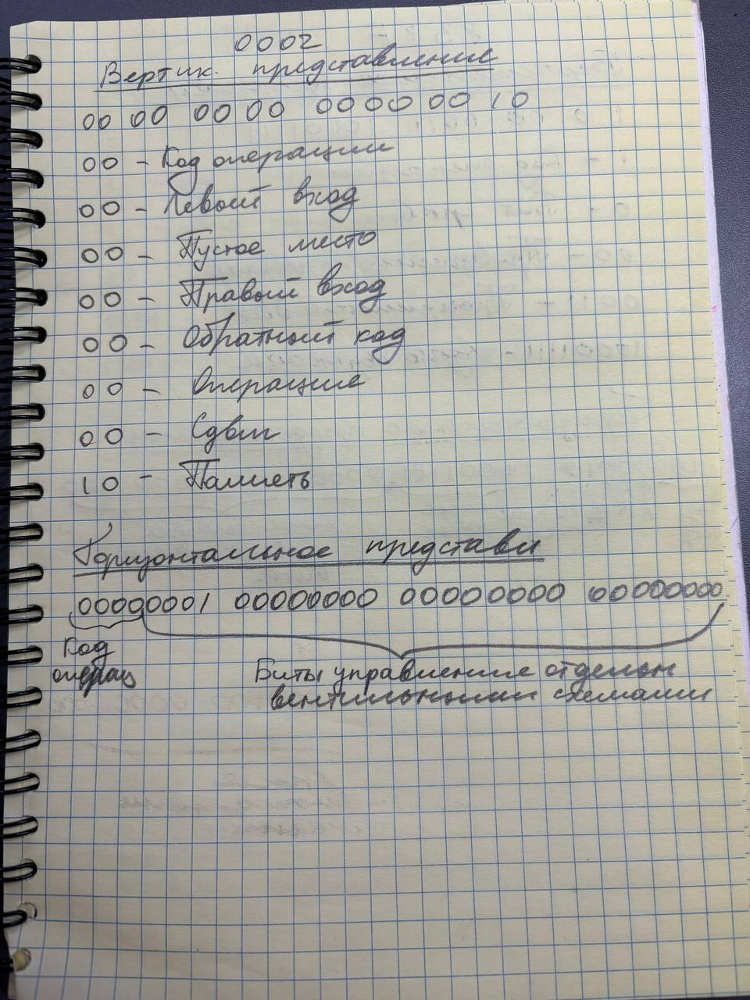 0002
Вертик. представление
00 00 00 00 00 00 00 10
00 - Код операции
00 - Левый вход
00 - Пустое место
00 - Правый вход
00 - Обратный код
00 - Операция
00 - Сдвиг
10 - Память
Горизонтальное представл
00000001 00000000 00000000 00000000
Код
операц
Биты управление отдельн
вентильными схемами